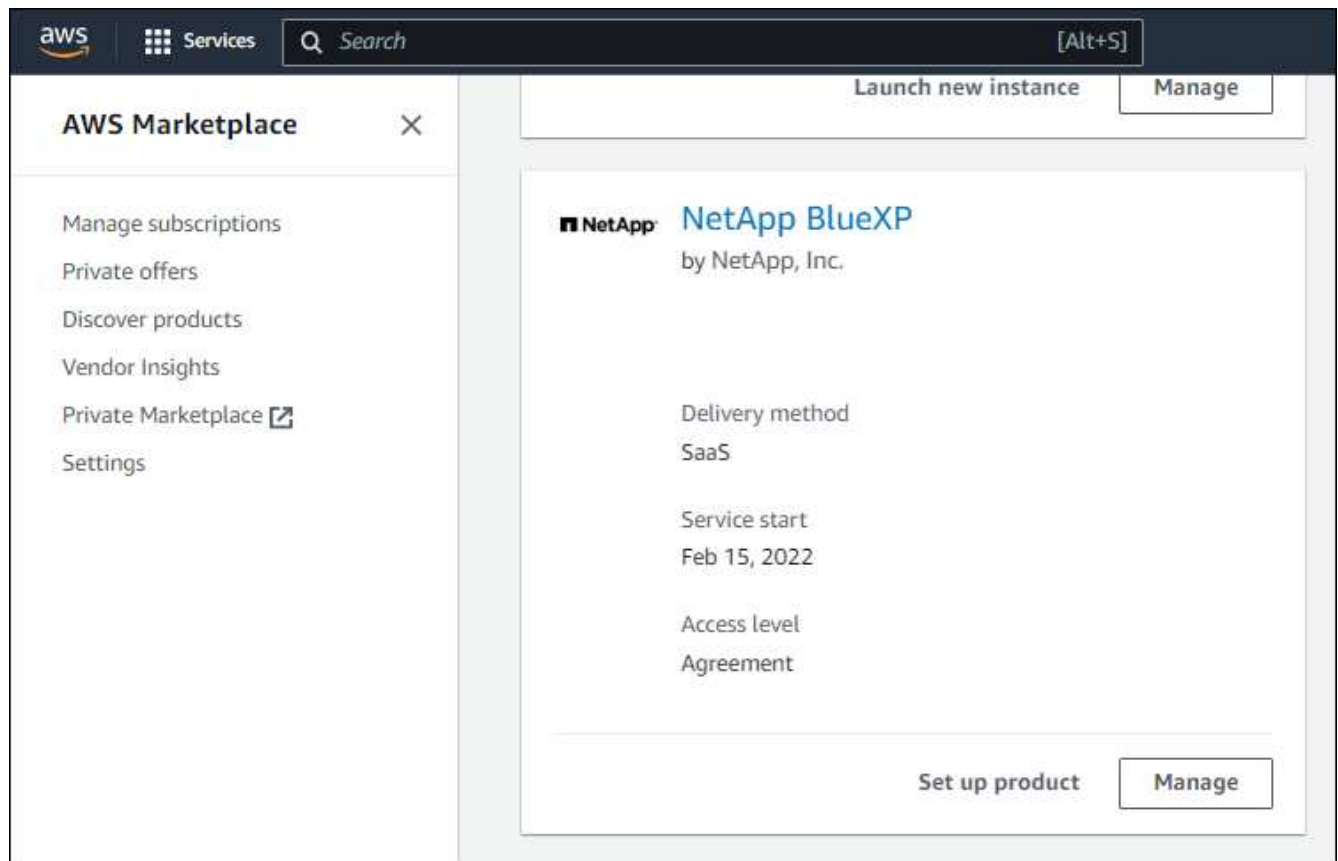 aws
Services
Search
[Alt+S]
AWS Marketplace
Manage subscriptions
Private offers
Discover products
Vendor Insights
Private Marketplace
Settings
Launch new instance
Manage
NetApp
NetApp BlueXP
by NetApp, Inc.
Delivery method
SaaS
Service start
Feb 15, 2022
Access level
Agreement
Set up product
Manage